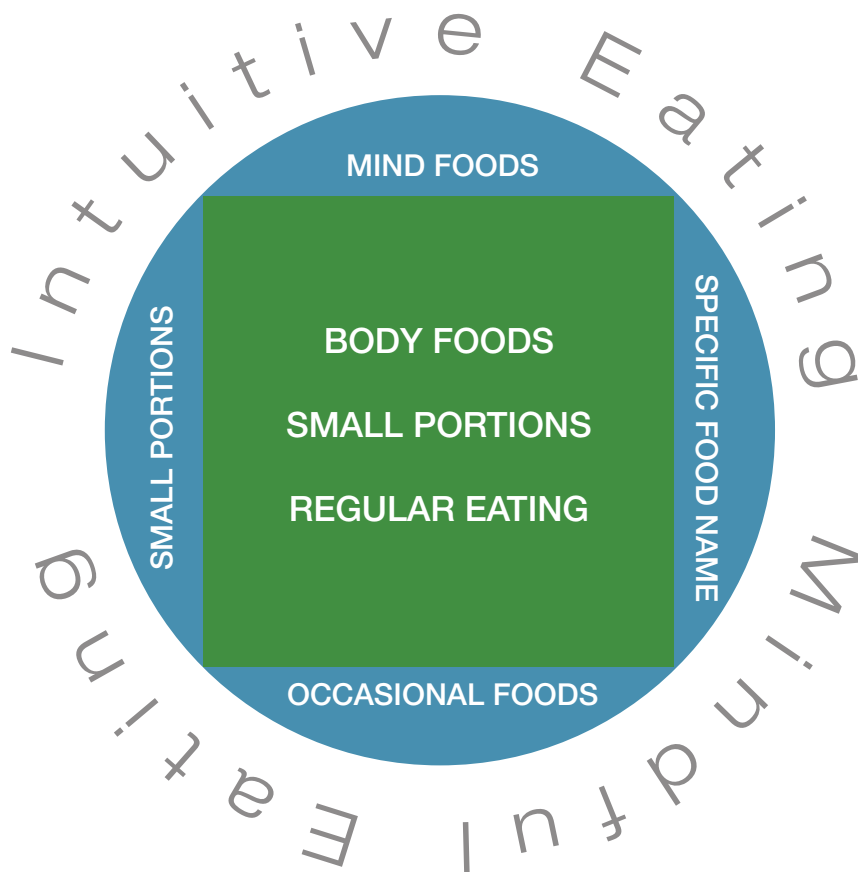 Intuitive Eating
MIND FOODS
SMALL PORTIONS
BODY FOODS
SMALL PORTIONS
REGULAR EATING
SPECIFIC FOOD NAME
OCCASIONAL FOODS
Mindful Eating